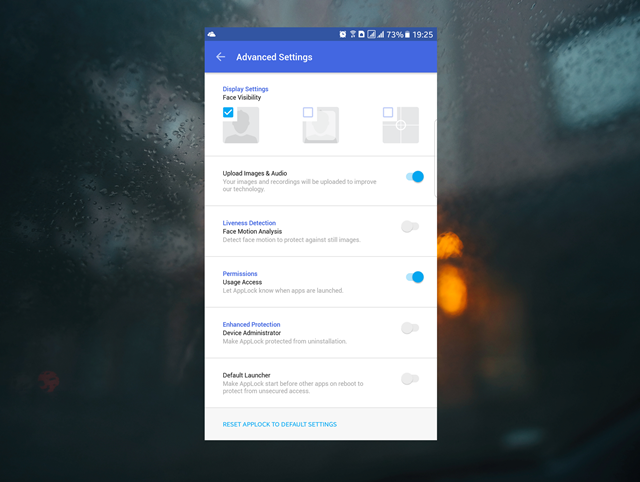 73% 19:25
Advanced Settings
Display Settings
Face Visibility
Upload Images & Audio
Your images and recordings will be uploaded to improve
our technology.
Liveness Detection
Face Motion Analysis
Detect face motion to protect against still images.
Permissions
Usage Access
Let AppLock know when apps are launched.
Enhanced Protection
Device Administrator
Make AppLock protected from uninstallation.
Default Launcher
Make AppLock start before other apps on reboot to
protect from unsecured access.
RESET APPLOCK TO DEFAULT SETTINGS